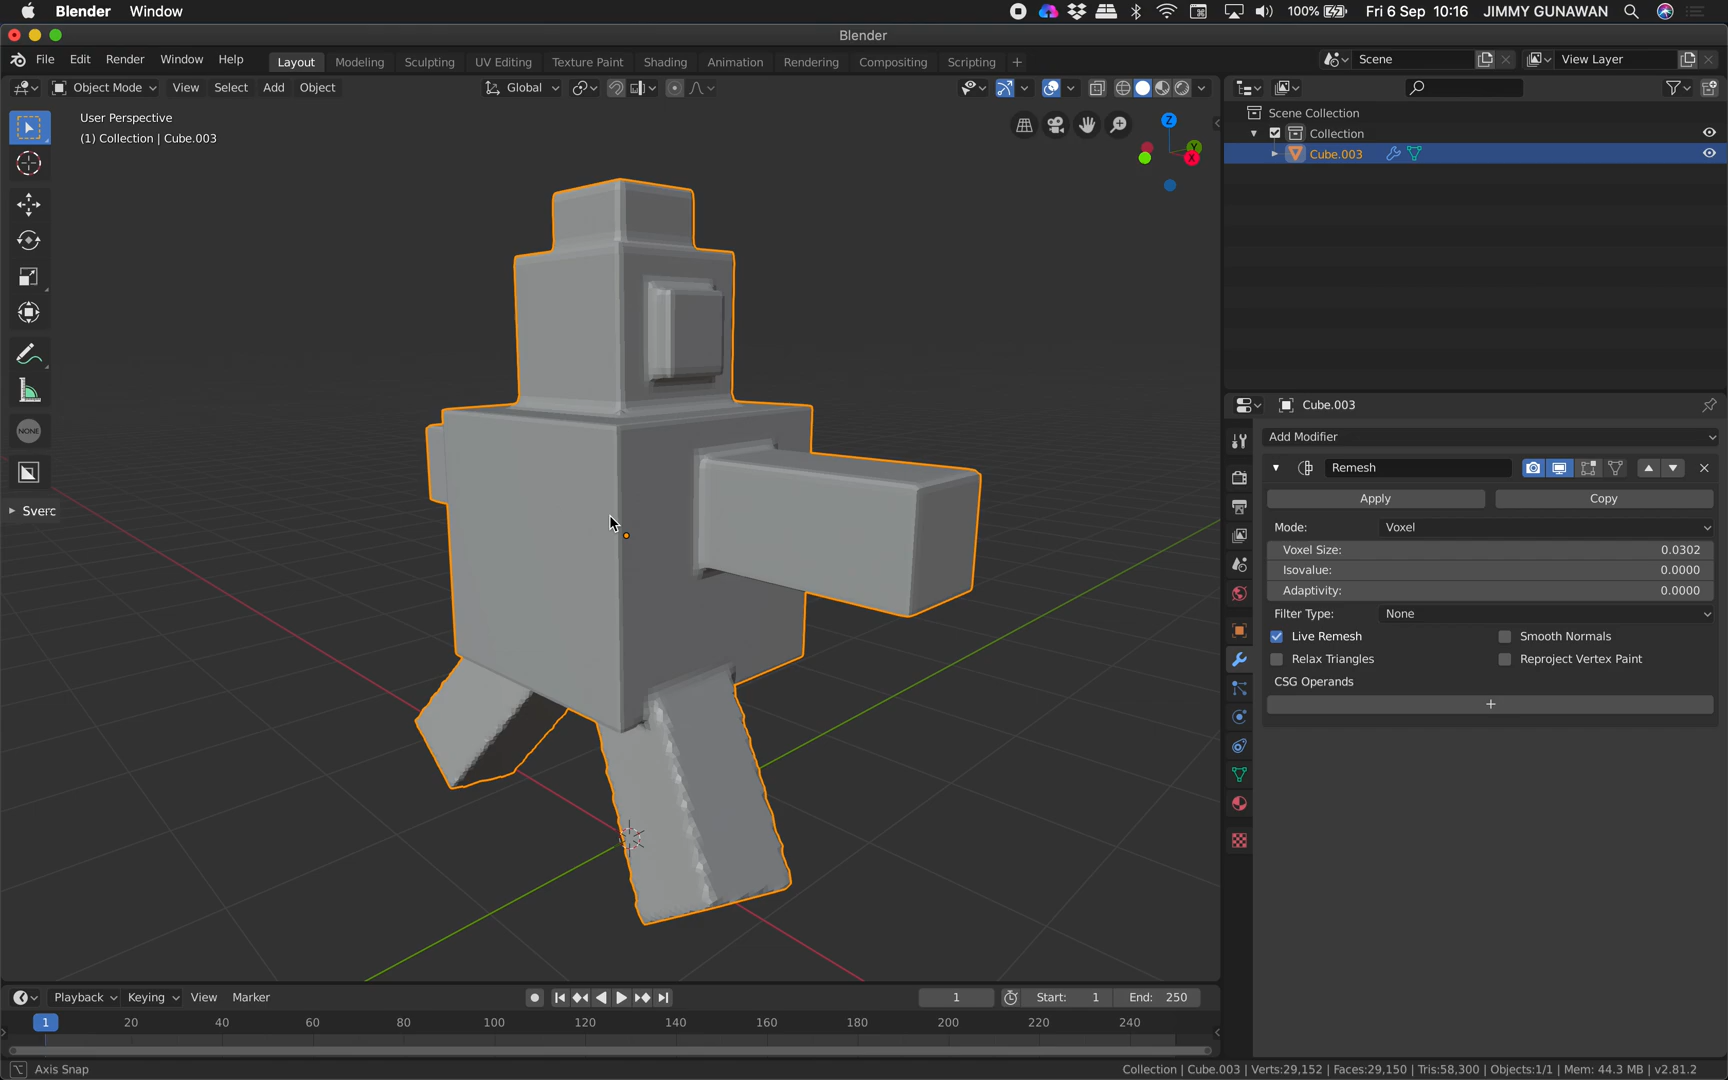 Blender Window 100% Fri 6 Sep 10:16 JIMMY GUNAWAN
Blender
File Edit Render Window Help Layout Modeling Sculpting UV Editing Texture Paint Shading Animation Rendering Compositing Scripting + Scene View Layer
Object Mode View Select Add Object Global
User Perspective
(1) Collection | Cube.003
Z
Y
X
NONE
Sverc
Scene Collection
Collection
Cube.003
Cube.003
Add Modifier
Remesh
Apply Copy
Mode: Voxel
Voxel Size: 0.0302
Isovalue: 0.0000
Adaptivity: 0.0000
Filter Type: None
Live Remesh Smooth Normals
Relax Triangles Reproject Vertex Paint
CSG Operands
+
Playback Keying View Marker 1 Start: 1 End: 250
1 20 40 60 80 100 120 140 160 180 200 220 240
Axis Snap Collection | Cube.003 | Verts:29,152 | Faces:29,150 | Tris:58,300 | Objects:1/1 | Mem: 44.3 MB | v2.81.2